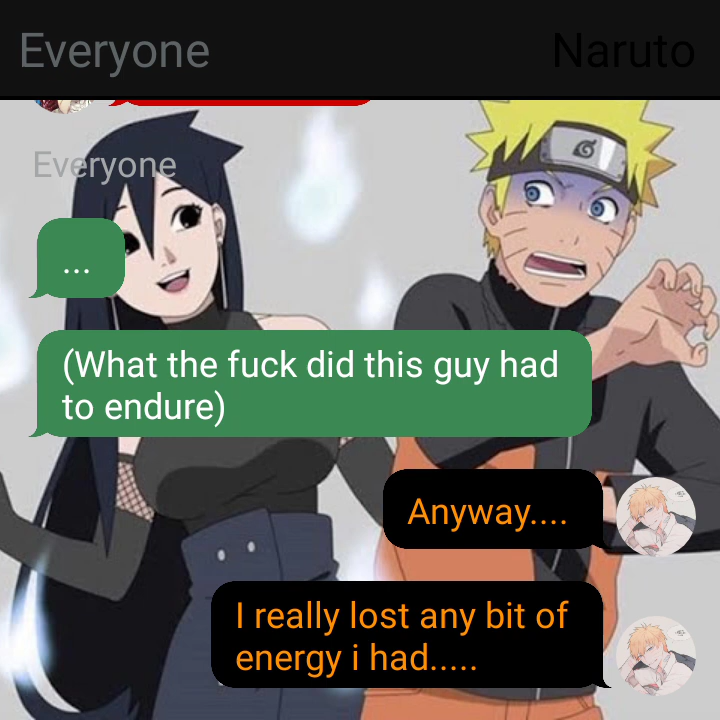 Everyone
Naruto
Everyone
...
(What the fuck did this guy had
to endure)
Anyway....
I really lost any bit of
energy i had.....